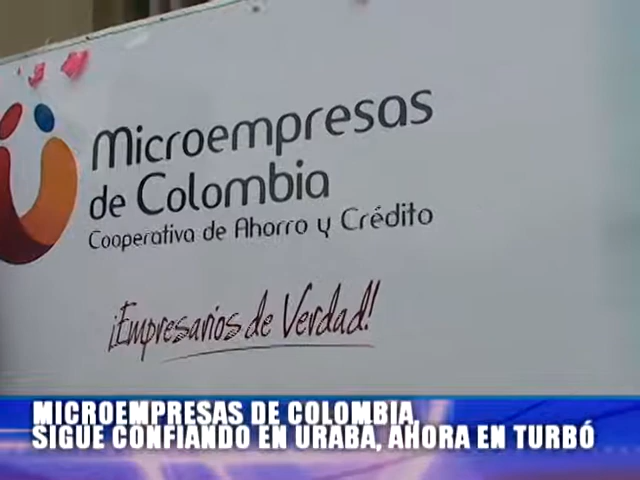 Microempresas
de Colombia
Cooperativa de Ahorro y Crédito
¡Empresarios de Verdad!
MICROEMPRESAS DE COLOMBIA,
SIGUE CONFIANDO EN URABÁ, AHORA EN TURBÓ